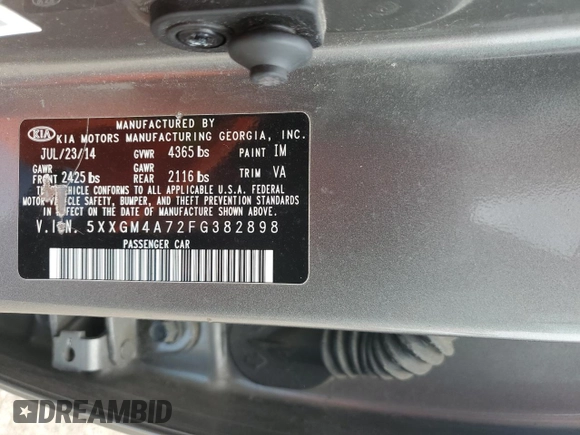 MANUFACTURED BY
KIA KIA MOTORS MANUFACTURING GEORGIA, INC.
JUL/23/14 GVWR 4365 lbs PAINT IM
GAWR FRONT 2425 lbs GAWR REAR 2116 lbs TRIM VA
THIS VEHICLE CONFORMS TO ALL APPLICABLE U.S.A. FEDERAL
MOTOR VEHICLE SAFETY, BUMPER, AND THEFT PREVENTION STANDARDS
IN EFFECT ON THE DATE OF MANUFACTURE SHOWN ABOVE.
V.I.N. 5XXGM4A72FG382898
PASSENGER CAR
DREAMBID